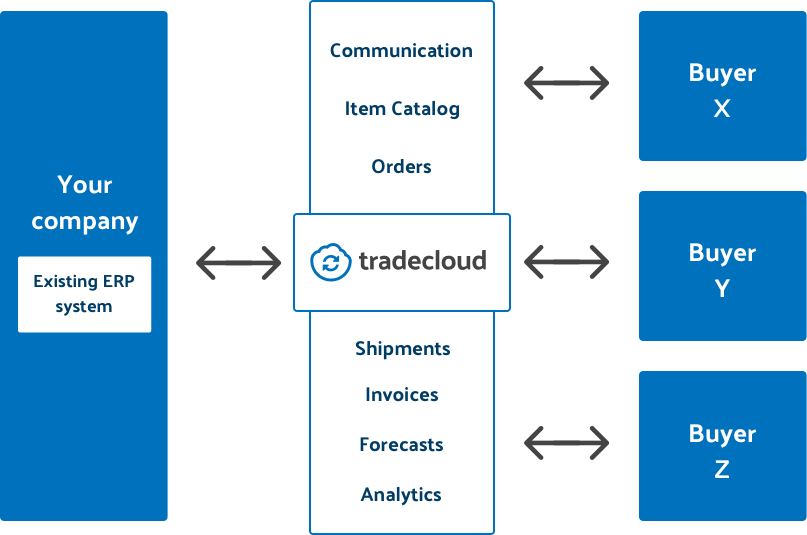 Your
company
Existing ERP
system
Communication
Item Catalog
Orders
tradecloud
Shipments
Invoices
Forecasts
Analytics
Buyer
X
Buyer
Y
Buyer
Z